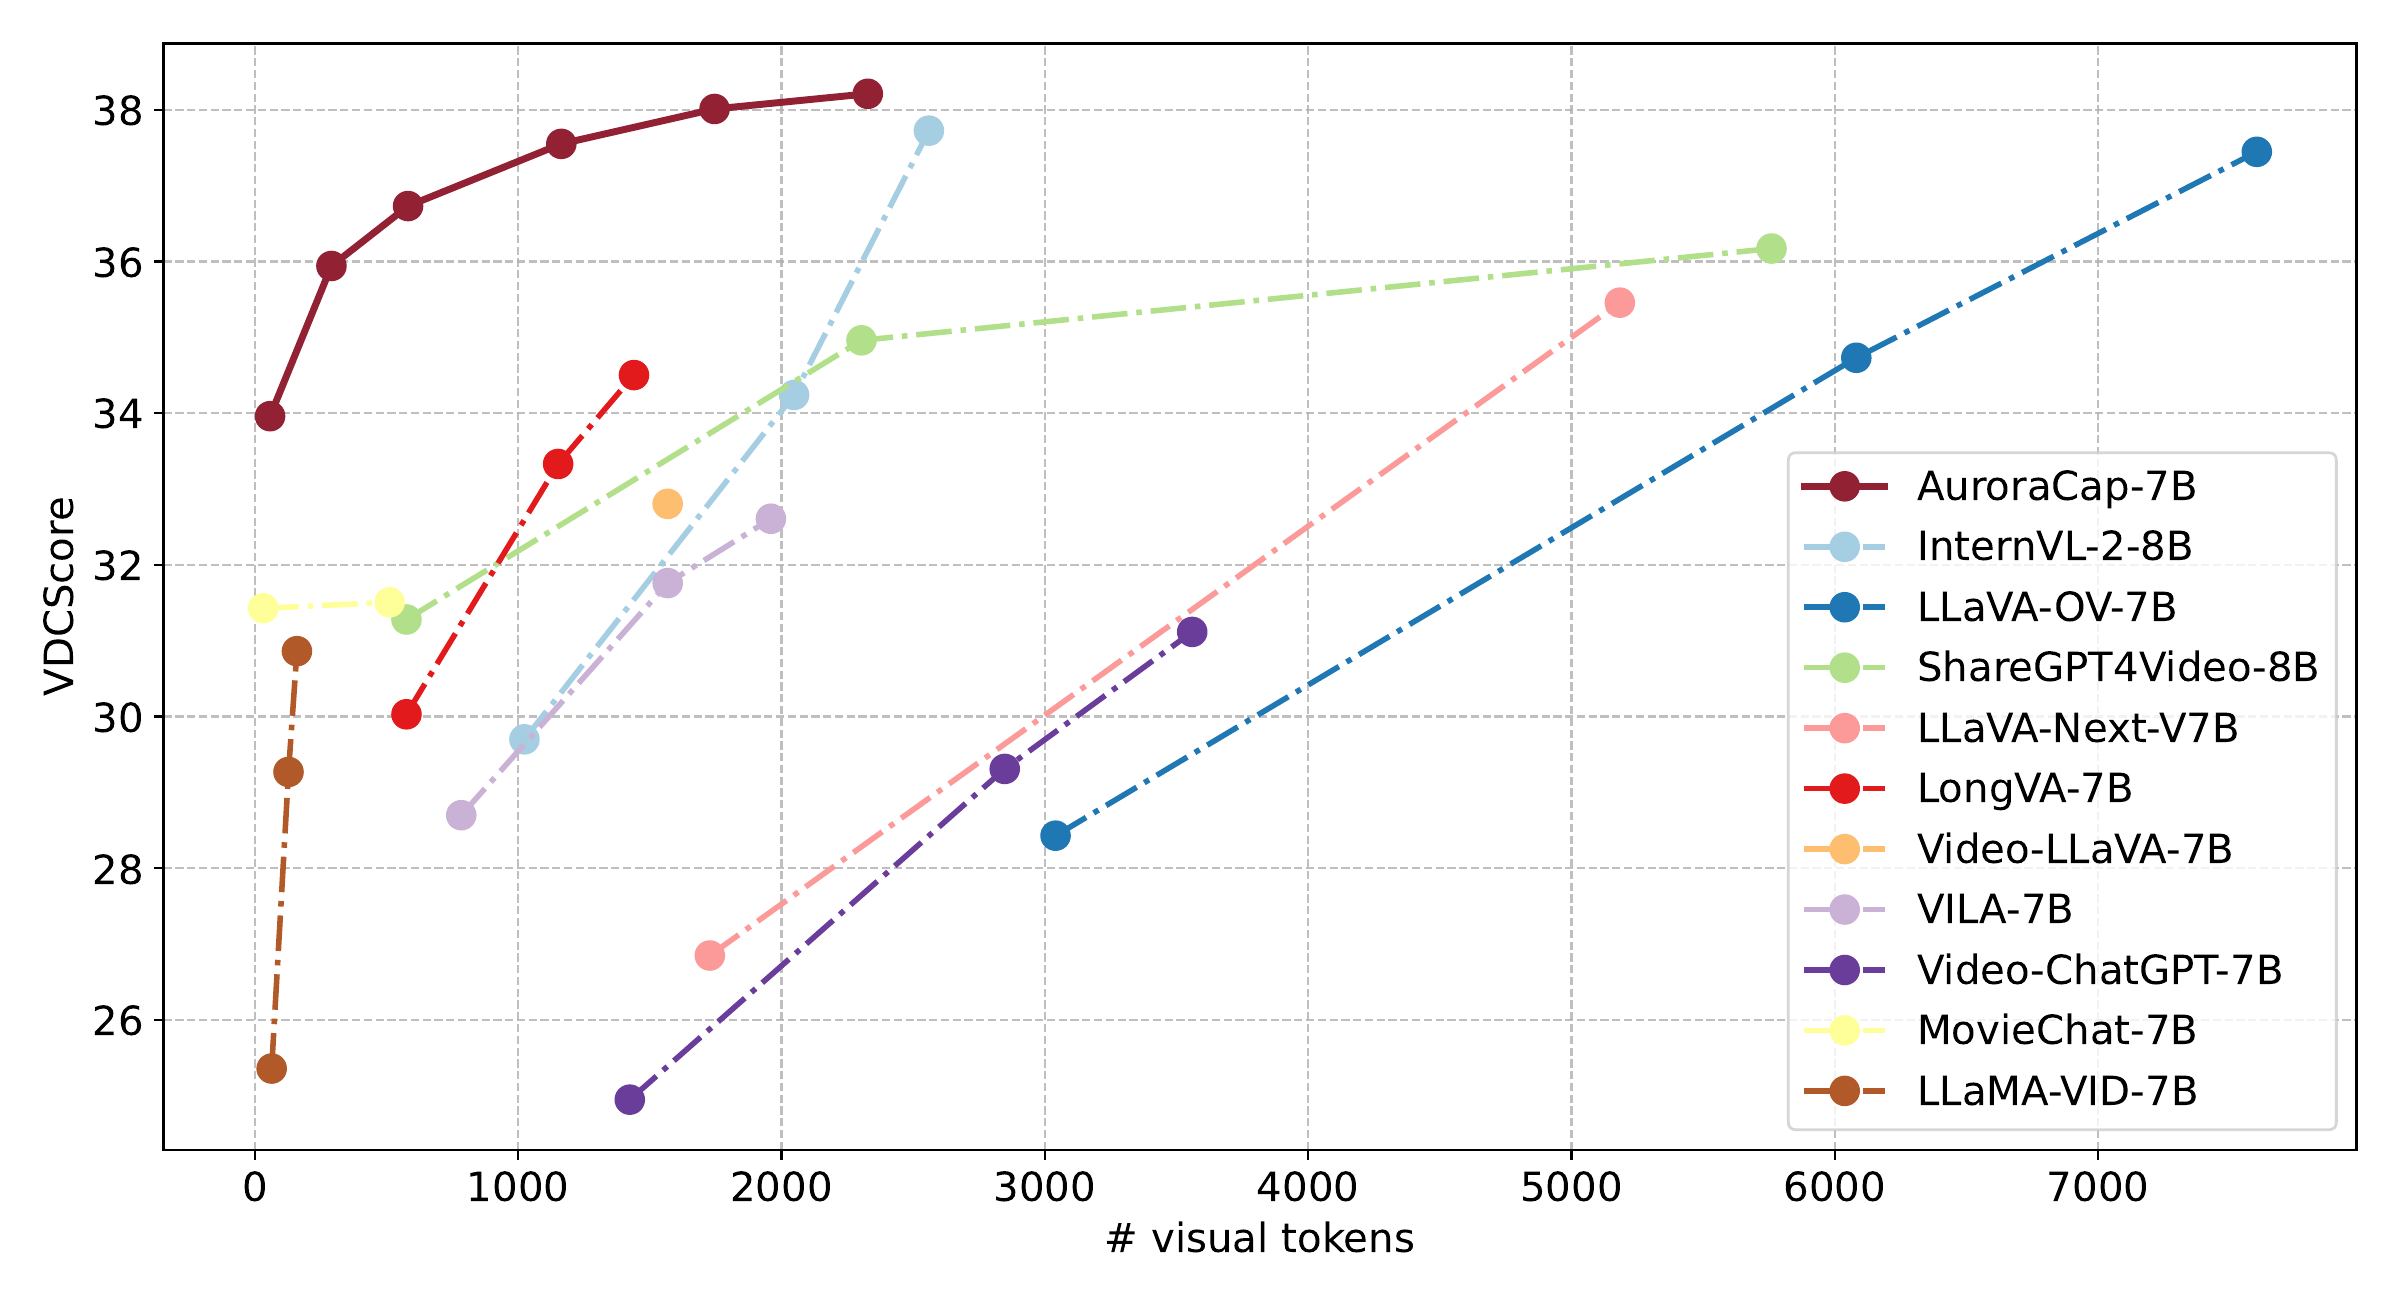 38
36
34
32
30
28
26
VDCScore
0 1000 2000 3000 4000 5000 6000 7000
# visual tokens
AuroraCap-7B
InternVL-2-8B
LLaVA-OV-7B
ShareGPT4Video-8B
LLaVA-Next-V7B
LongVA-7B
Video-LLaVA-7B
VILA-7B
Video-ChatGPT-7B
MovieChat-7B
LLaMA-VID-7B